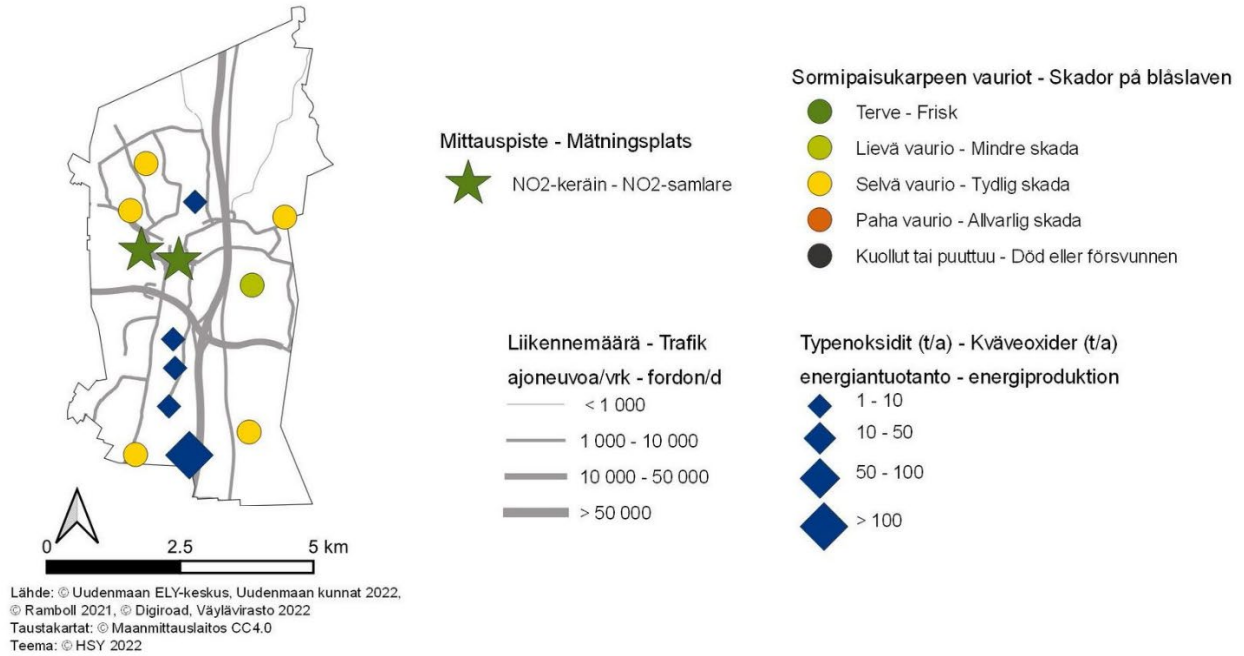 Mittauspiste - Mätningsplats
NO2-keräin - NO2-samlare
Sormipaisukarpeen vauriot - Skador på blåslaven
Terve - Frisk
Lievä vaurio - Mindre skada
Selvä vaurio - Tydlig skada
Paha vaurio - Allvarlig skada
Kuollut tai puuttuu - Död eller försvunnen
Liikennemäärä - Trafik
ajoneuvoa/vrk - fordon/d
< 1 000
1 000 - 10 000
10 000 - 50 000
> 50 000
Typenoksidit (t/a) - Kväveoxider (t/a)
energiantuotanto - energiproduktion
1 - 10
10 - 50
50 - 100
> 100
0 2.5 5 km
Lähde: © Uudenmaan ELY-keskus, Uudenmaan kunnat 2022,
© Ramboll 2021, © Digiroad, Väylävirasto 2022
Taustakartat: © Maanmittauslaitos CC4.0
Teema: © HSY 2022